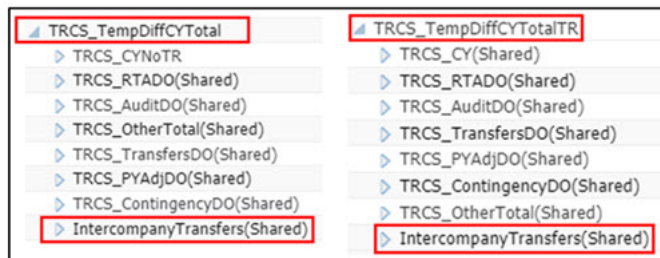 TRCS_TempDiffCYTotal
TRCS_CYNoTR
TRCS_RTADO(Shared)
TRCS_AuditDO(Shared)
TRCS_OtherTotal(Shared)
TRCS_TransfersDO(Shared)
TRCS_PYAdjDO(Shared)
TRCS_ContingencyDO(Shared)
IntercompanyTransfers(Shared)
TRCS_TempDiffCYTotalTR
TRCS_CY(Shared)
TRCS_RTADO(Shared)
TRCS_AuditDO(Shared)
TRCS_TransfersDO(Shared)
TRCS_PYAdjDO(Shared)
TRCS_ContingencyDO(Shared)
TRCS_OtherTotal(Shared)
IntercompanyTransfers(Shared)